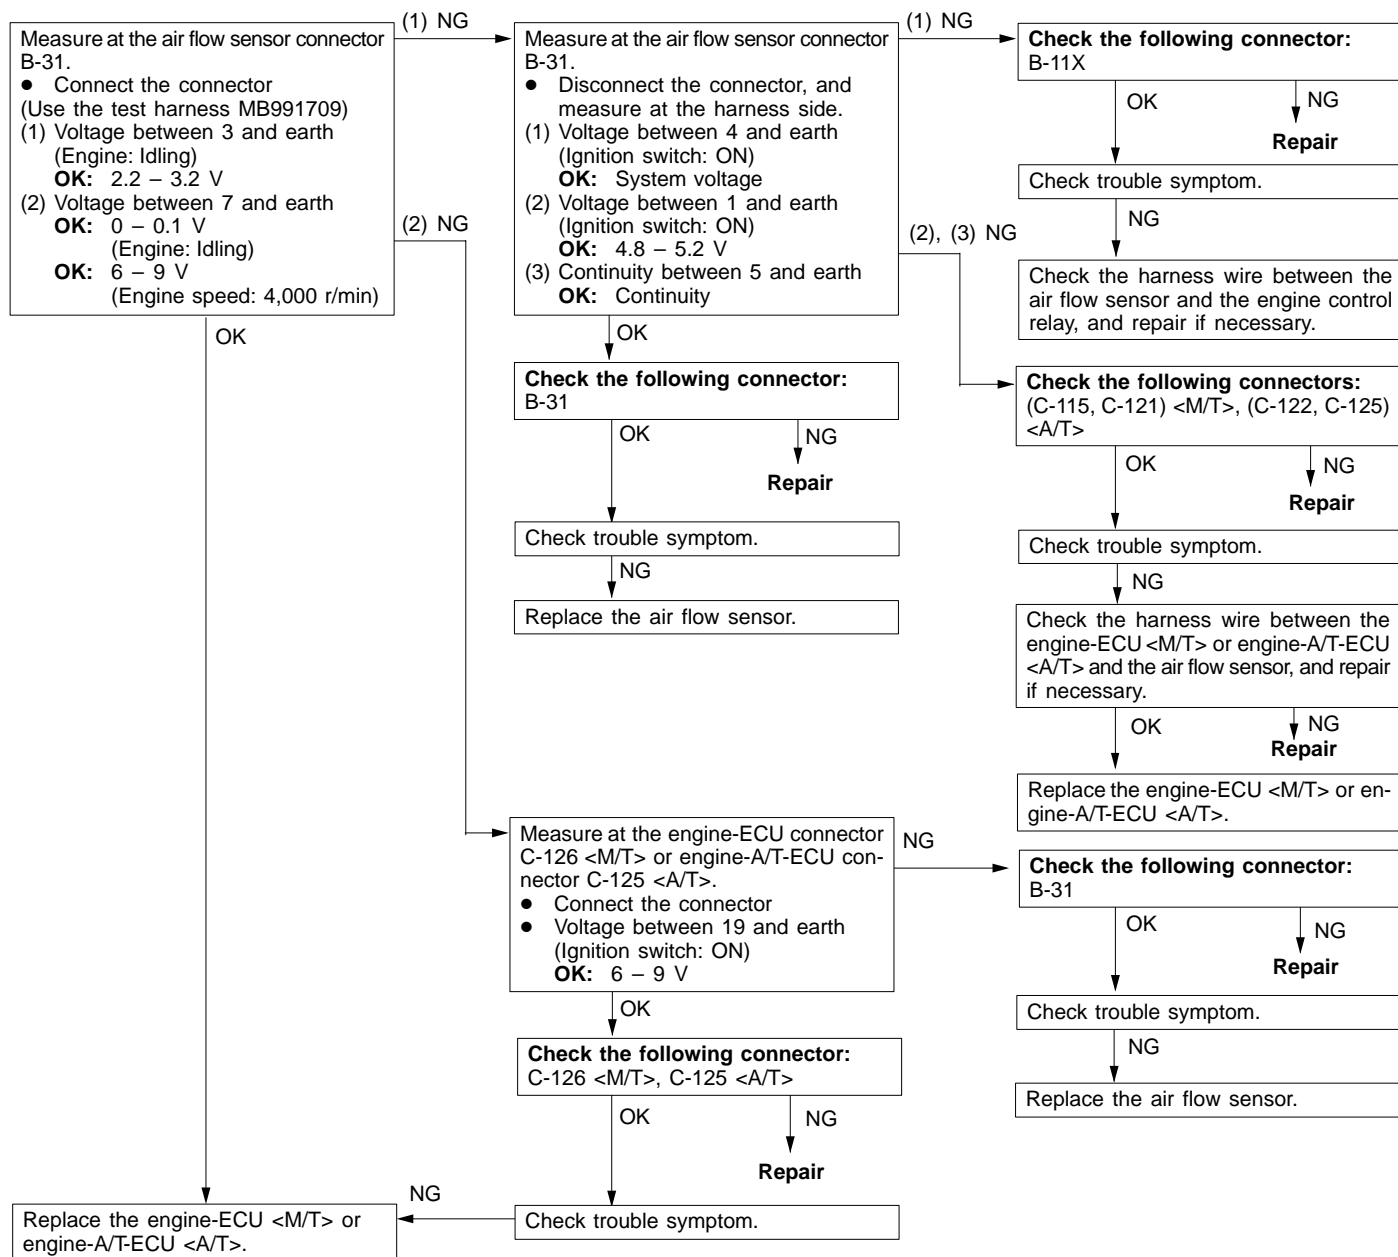 Measure at the air flow sensor connector
B-31.
● Connect the connector
(Use the test harness MB991709)
(1) Voltage between 3 and earth
(Engine: Idling)
OK: 2.2 – 3.2 V
(2) Voltage between 7 and earth
OK: 0 – 0.1 V
(Engine: Idling)
OK: 6 – 9 V
(Engine speed: 4,000 r/min)
(1) NG
(2) NG
OK
Measure at the air flow sensor connector
B-31.
● Disconnect the connector, and
measure at the harness side.
(1) Voltage between 4 and earth
(Ignition switch: ON)
OK: System voltage
(2) Voltage between 1 and earth
(Ignition switch: ON)
OK: 4.8 – 5.2 V
(3) Continuity between 5 and earth
OK: Continuity
(1) NG
(2), (3) NG
OK
Check the following connector:
B-11X
OK
NG
Repair
Check trouble symptom.
NG
Check the harness wire between the
air flow sensor and the engine control
relay, and repair if necessary.
Check the following connector:
B-31
OK
NG
Repair
Check trouble symptom.
NG
Replace the air flow sensor.
Check the following connectors:
(C-115, C-121) <M/T>, (C-122, C-125)
<A/T>
OK
NG
Repair
Check trouble symptom.
NG
Check the harness wire between the
engine-ECU <M/T> or engine-A/T-ECU
<A/T> and the air flow sensor, and repair
if necessary.
OK
NG
Repair
Replace the engine-ECU <M/T> or en-
gine-A/T-ECU <A/T>.
Measure at the engine-ECU connector
C-126 <M/T> or engine-A/T-ECU con-
nector C-125 <A/T>.
● Connect the connector
● Voltage between 19 and earth
(Ignition switch: ON)
OK: 6 – 9 V
NG
OK
Check the following connector:
B-31
OK
NG
Repair
Check trouble symptom.
NG
Replace the air flow sensor.
Check the following connector:
C-126 <M/T>, C-125 <A/T>
OK
NG
Repair
Check trouble symptom.
NG
Replace the engine-ECU <M/T> or
engine-A/T-ECU <A/T>.